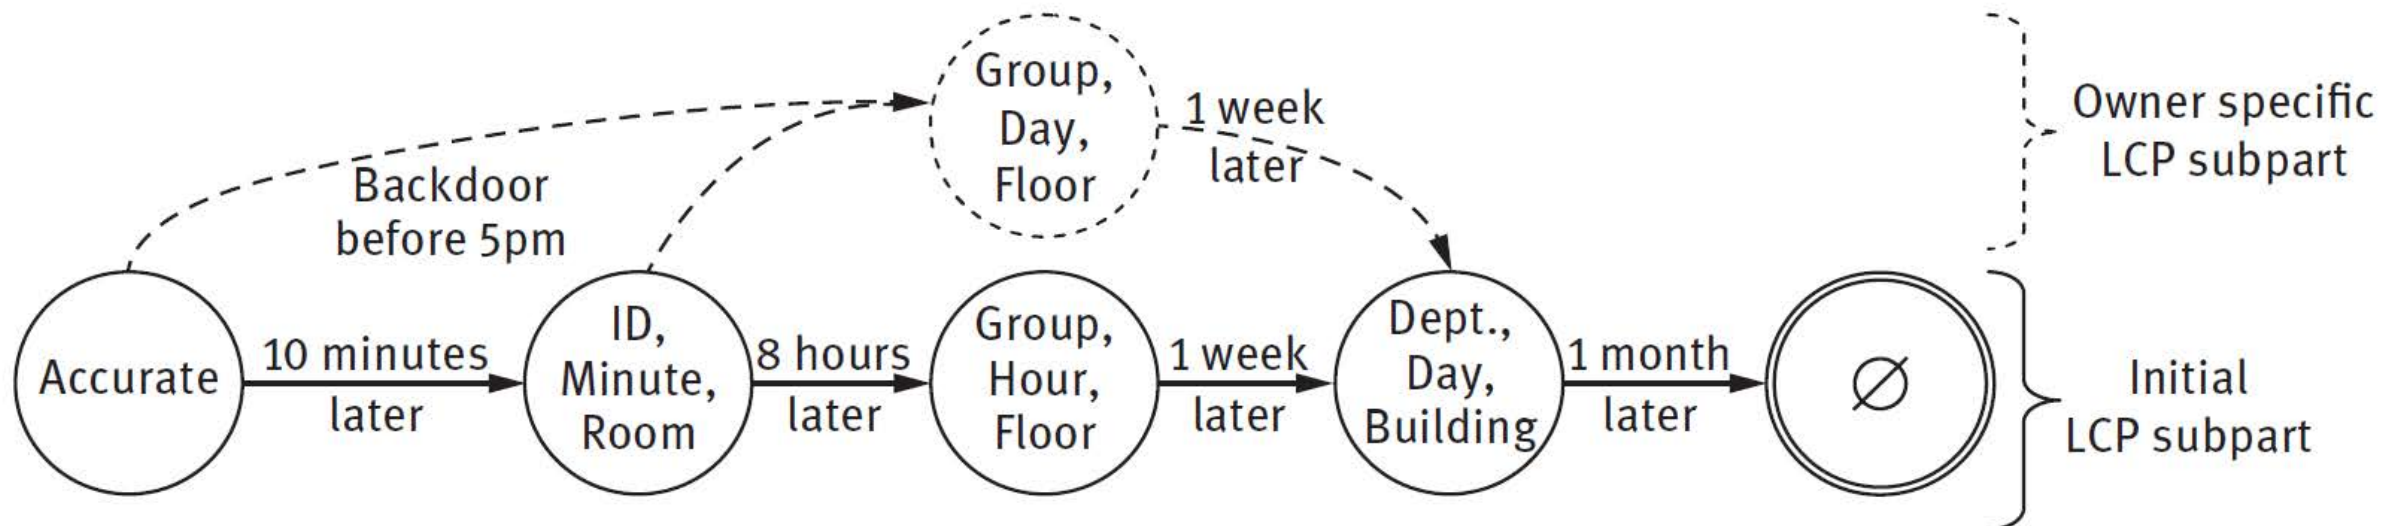 Group,
Day,
Floor
1 week
later
Owner specific
LCP subpart
Backdoor
before 5pm
Accurate
10 minutes
later
ID,
Minute,
Room
8 hours
later
Group,
Hour,
Floor
1 week
later
Dept.,
Day,
Building
1 month
later
∅
Initial
LCP subpart